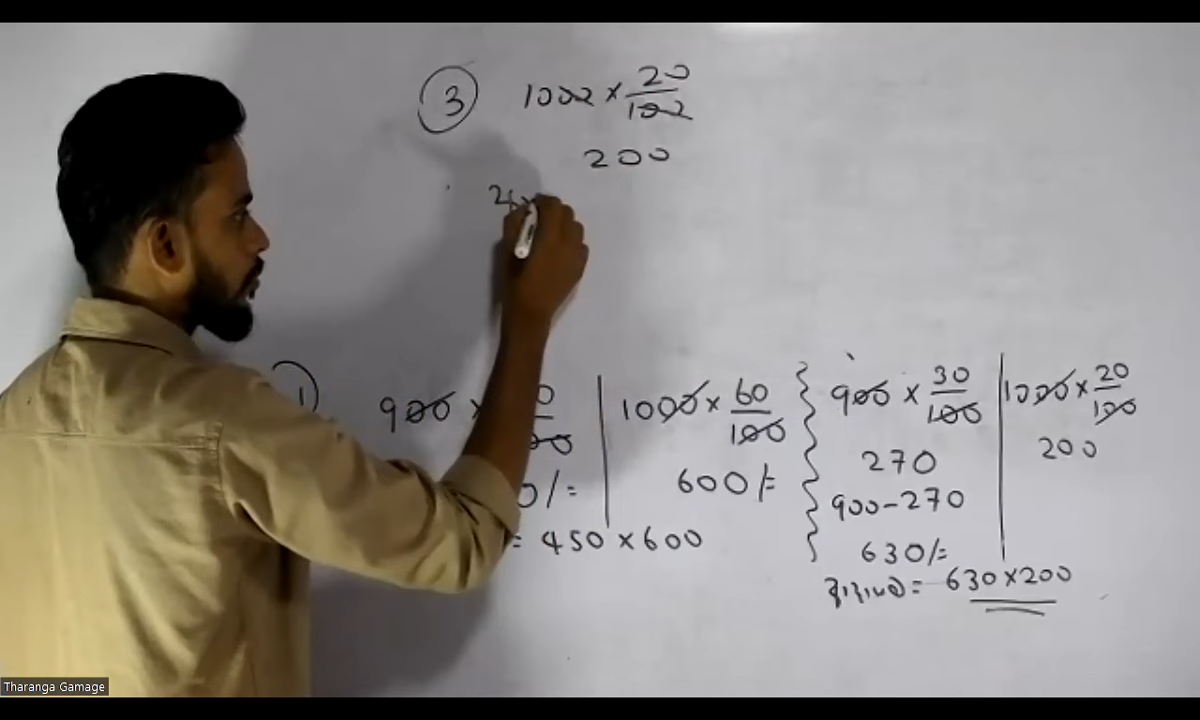 ③ 1000 × 20/100
200
1
900 ×
= 450 × 600
1000 × 60/100
600/=
900 × 30/100
270
900-270
630/=
= 630×200
1000 × 20/100
200
Tharanga Gamage